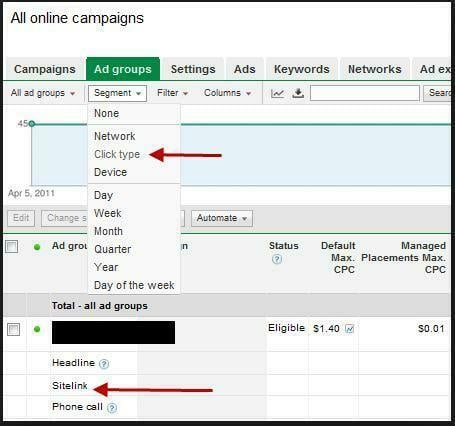 All online campaigns
Campaigns Ad groups Settings Ads Keywords Networks Ad ex
All ad groups Segment Filter Columns Searc
None
Network
Click type
Device
Day
Week
Month
Quarter
Year
Day of the week
45
Apr 5, 2011
Edit Change s Automate
Ad grou ign Status Default Max. CPC Managed Placements Max. CPC
Total - all ad groups
Eligible $1.40 $0.01
Headline
Sitelink
Phone call